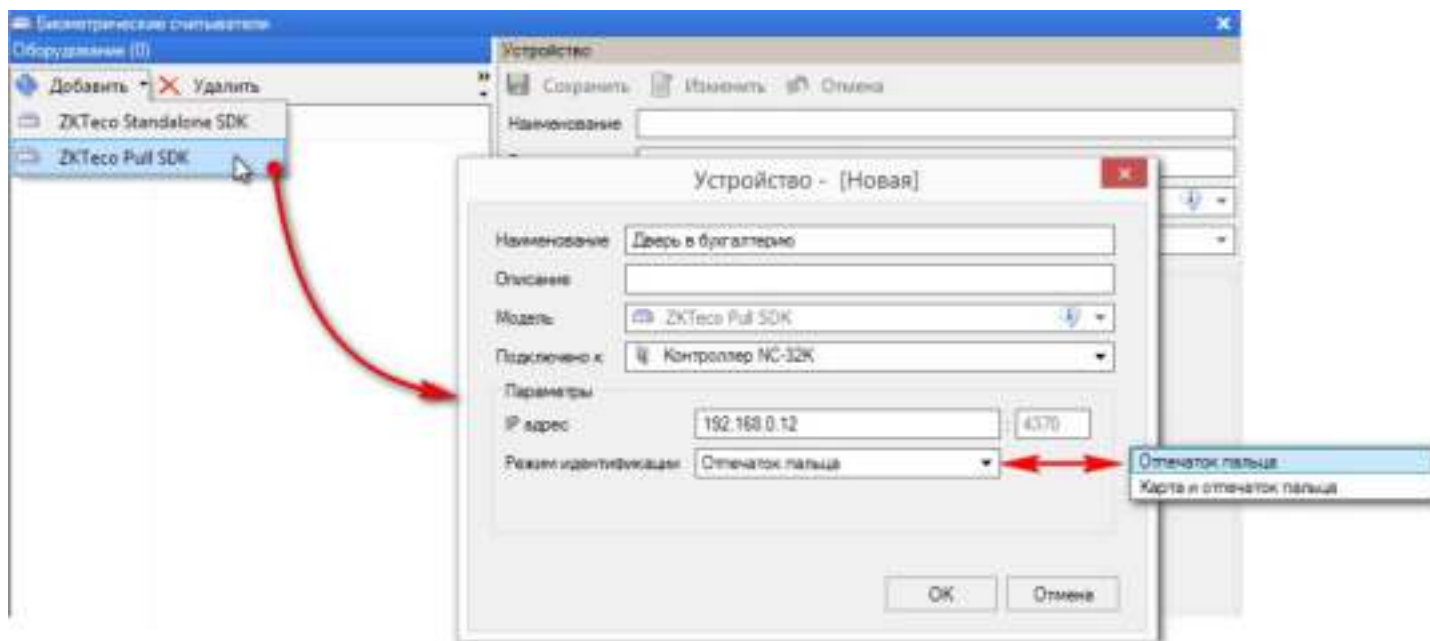 Биометрические считыватели
Оборудование (0)
Устройство
Добавить
Удалить
Сохранить
Изменить
Отмена
ZKTeco Standalone SDK
Наименование
ZKTeco Pull SDK
Устройство - [Новая]
Наименование
Дверь в бухгалтерию
Описание
Модель
ZKTeco Pull SDK
Подключено к
Контроллер NC-32K
Параметры
IP адрес
192.168.0.12
:
4370
Режим идентификации
Отпечаток пальца
Отпечаток пальца
Карта и отпечаток пальца
OK
Отмена